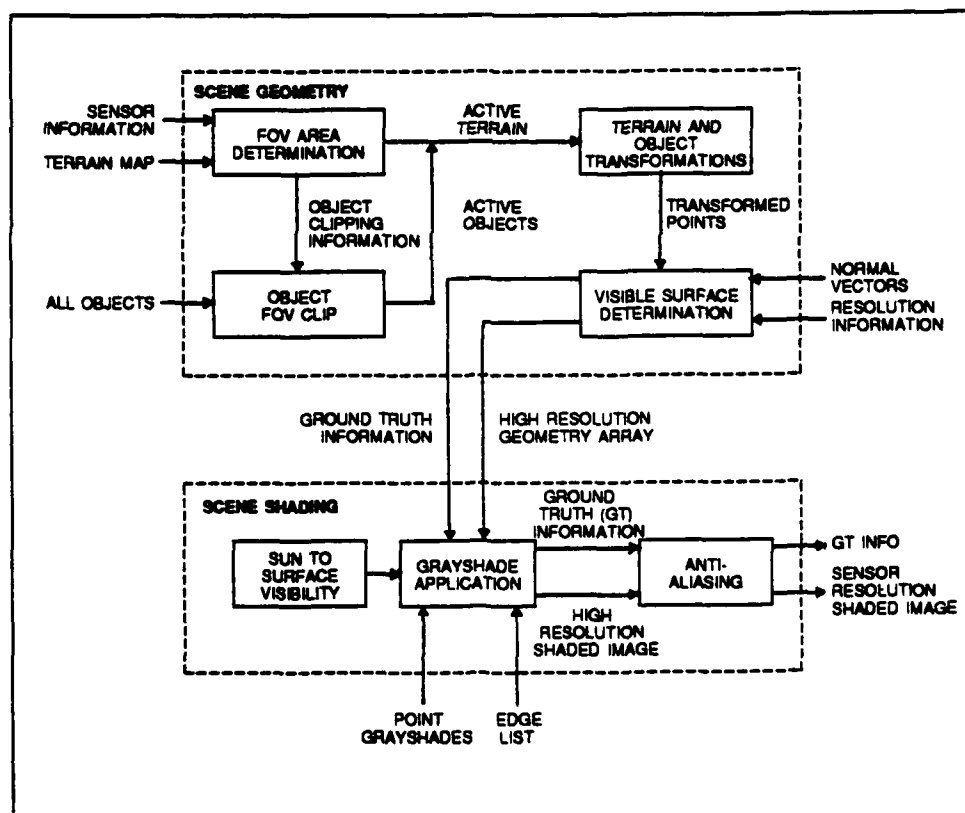 SCENE GEOMETRY
SENSOR
INFORMATION
TERRAIN MAP
FOV AREA
DETERMINATION
ACTIVE
TERRAIN
TERRAIN AND
OBJECT
TRANSFORMATIONS
OBJECT
CLIPPING
INFORMATION
ACTIVE
OBJECTS
TRANSFORMED
POINTS
ALL OBJECTS
OBJECT
FOV CLIP
VISIBLE SURFACE
DETERMINATION
NORMAL
VECTORS
RESOLUTION
INFORMATION
GROUND TRUTH
INFORMATION
HIGH RESOLUTION
GEOMETRY ARRAY
SCENE SHADING
GROUND
TRUTH (GT)
INFORMATION
SUN TO
SURFACE
VISIBILITY
GRAYSHADE
APPLICATION
ANTI-
ALIASING
GT INFO
SENSOR
RESOLUTION
SHADED IMAGE
HIGH
RESOLUTION
SHADED IMAGE
POINT
GRAYSHADES
EDGE
LIST